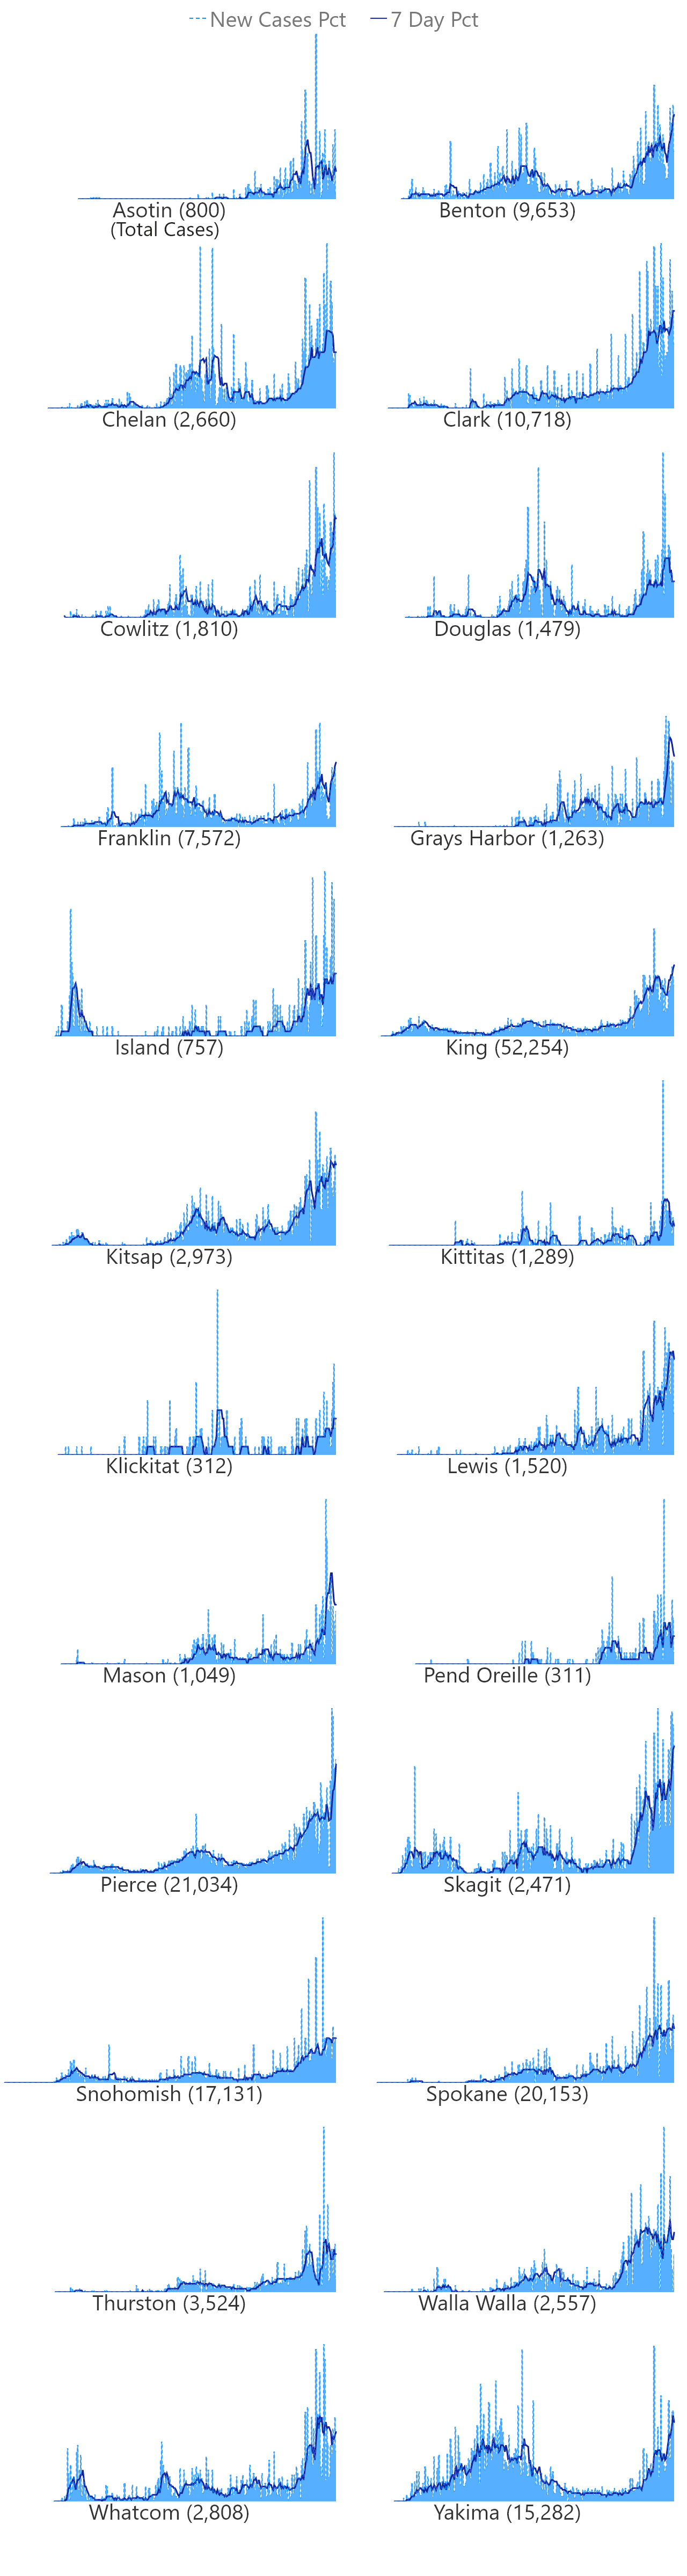 New Cases Pct 7 Day Pct
Asotin (800) Benton (9,653)
(Total Cases)
Chelan (2,660) Clark (10,718)
Cowlitz (1,810) Douglas (1,479)
Franklin (7,572) Grays Harbor (1,263)
Island (757) King (52,254)
Kitsap (2,973) Kittitas (1,289)
Klickitat (312) Lewis (1,520)
Mason (1,049) Pend Oreille (311)
Pierce (21,034) Skagit (2,471)
Snohomish (17,131) Spokane (20,153)
Thurston (3,524) Walla Walla (2,557)
Whatcom (2,808) Yakima (15,282)